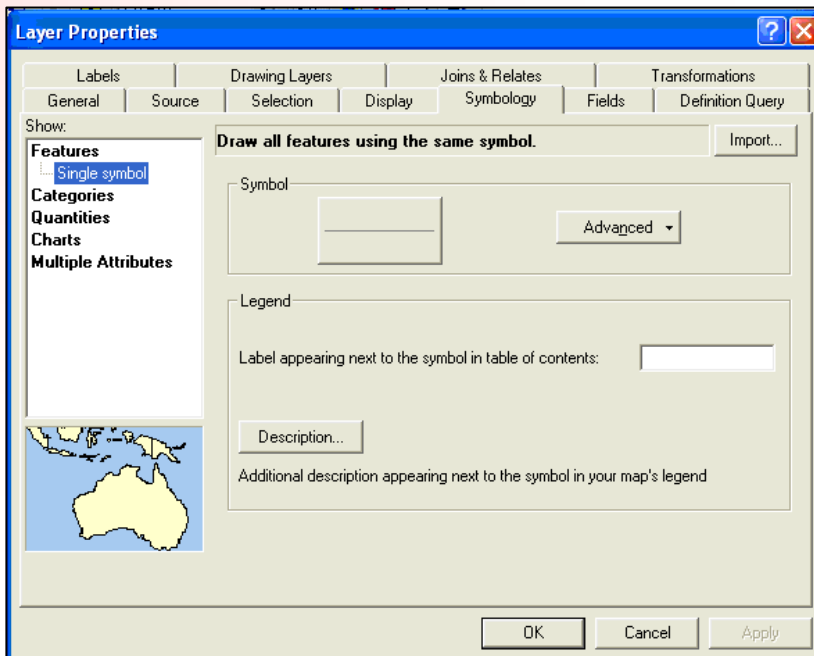 Layer Properties
Labels Drawing Layers Joins & Relates Transformations
General Source Selection Display Symbology Fields Definition Query
Show:
Features
Single symbol
Categories
Quantities
Charts
Multiple Attributes
Draw all features using the same symbol.
Import...
Symbol
Advanced
Legend
Label appearing next to the symbol in table of contents:
Description...
Additional description appearing next to the symbol in your map's legend
OK Cancel Apply